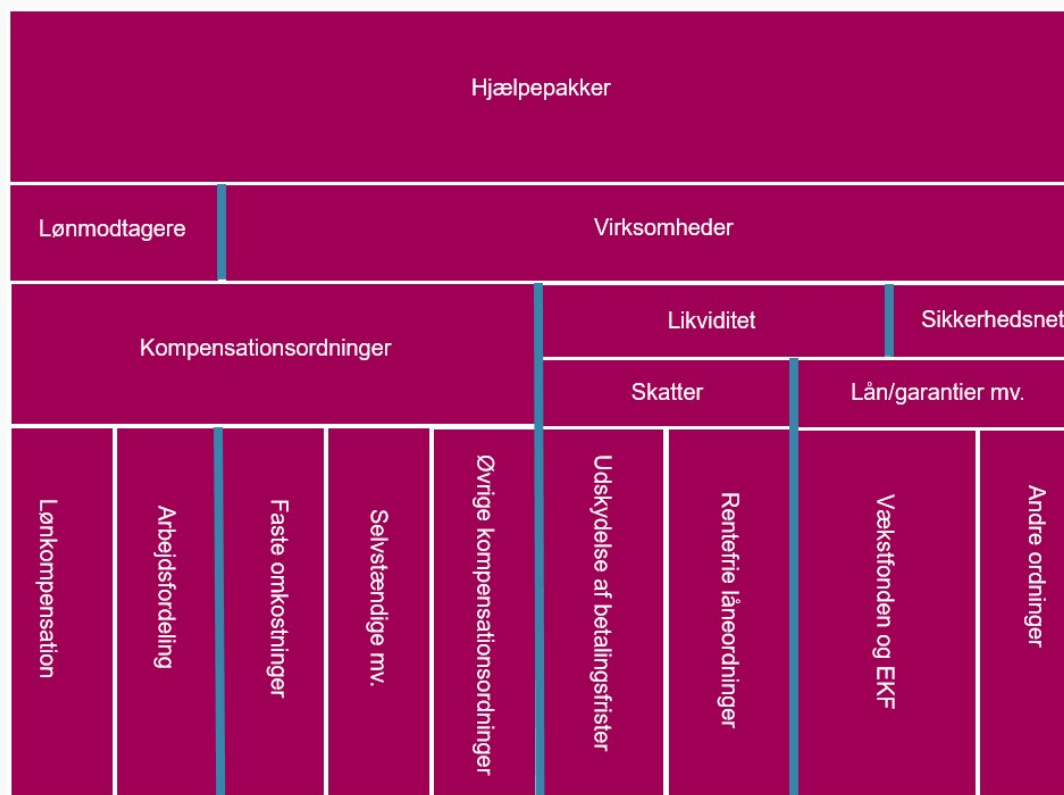 Hjælpepakker
Lønmodtagere
Virksomheder
Kompensationsordninger
Likviditet
Sikkerhedsnet
Skatter
Lån/garantier mv.
Lønkompensation
Arbejdsfordeling
Faste omkostninger
Selvstændige mv.
Øvrige kompensationsordninger
Udskydelse af betalingsfrister
Rentefrie låneordninger
Vækstfonden og EKF
Andre ordninger